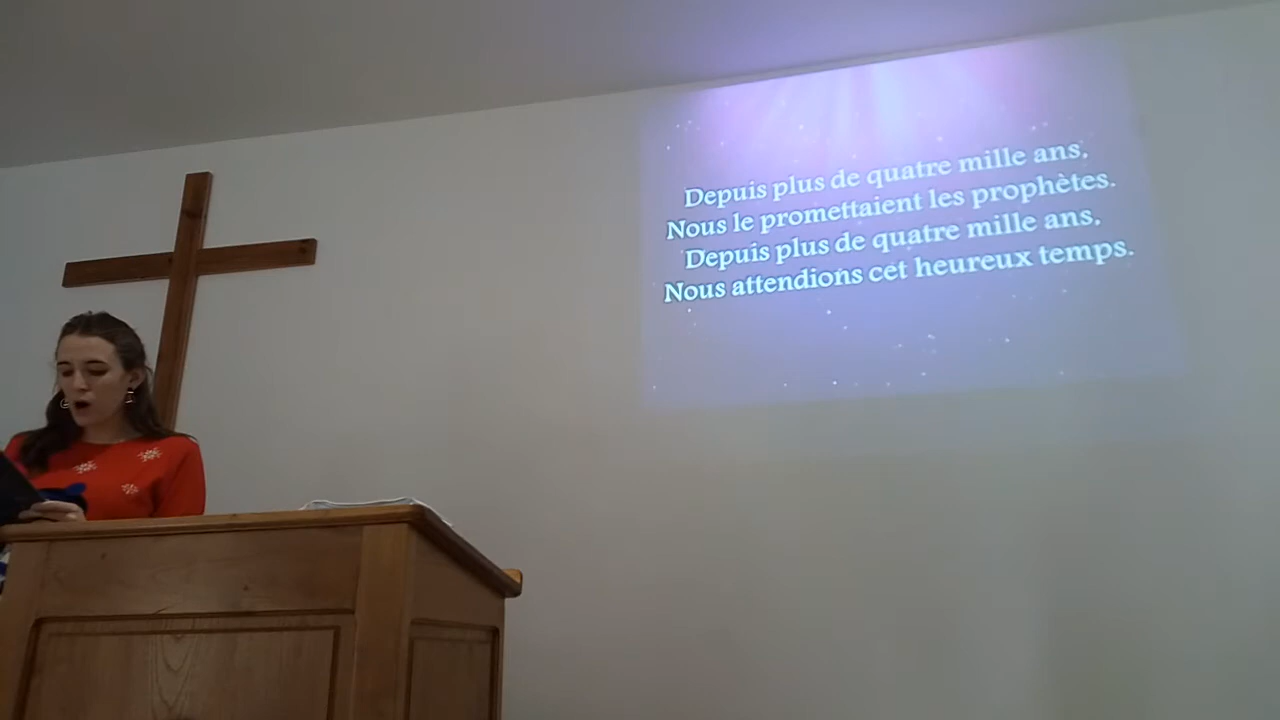 Depuis plus de quatre mille ans,
Nous le promettaient les prophètes.
Depuis plus de quatre mille ans,
Nous attendions cet heureux temps.